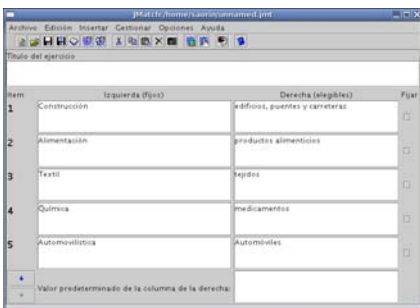 JMatch:/home/saorin/unnamed.jmt
Archivo Edición Insertar Gestionar Opciones Ayuda
Título del ejercicio
Item Izquierda (fijos) Derecha (elegibles) Fijar
1 Construcción edificios, puentes y carreteras
2 Alimentación productos alimenticios
3 Textil tejidos
4 Química medicamentos
5 Automovilística Automóviles
Valor predeterminado de la columna de la derecha: